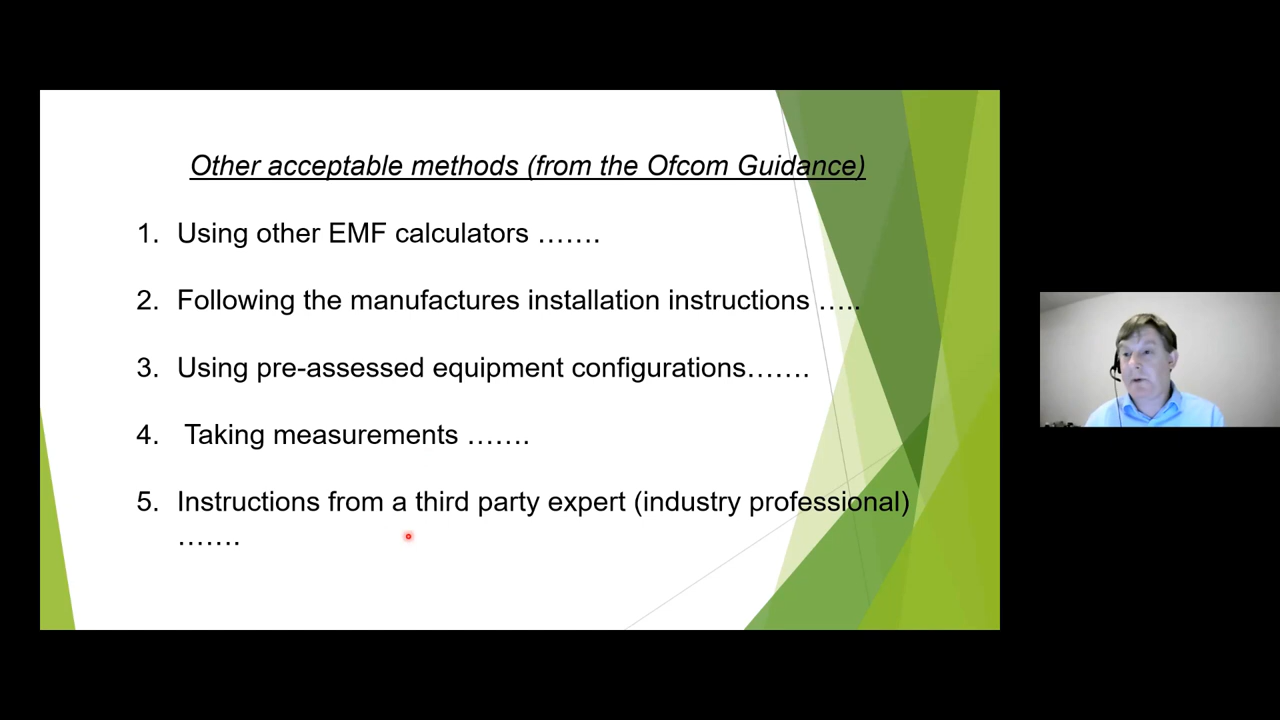 Other acceptable methods (from the Ofcom Guidance)
1. Using other EMF calculators …….
2. Following the manufactures installation instructions …..
3. Using pre-assessed equipment configurations…….
4. Taking measurements …….
5. Instructions from a third party expert (industry professional)
…….